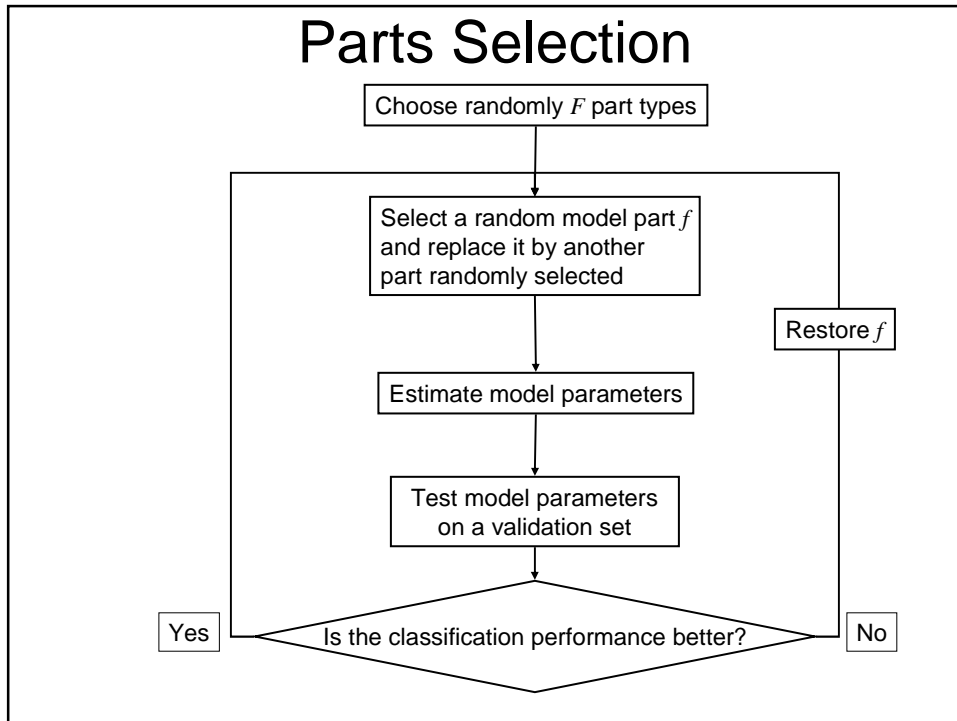 Parts Selection
Choose randomly F part types
Select a random model part f
and replace it by another
part randomly selected
Restore f
Estimate model parameters
Test model parameters
on a validation set
Yes
Is the classification performance better?
No